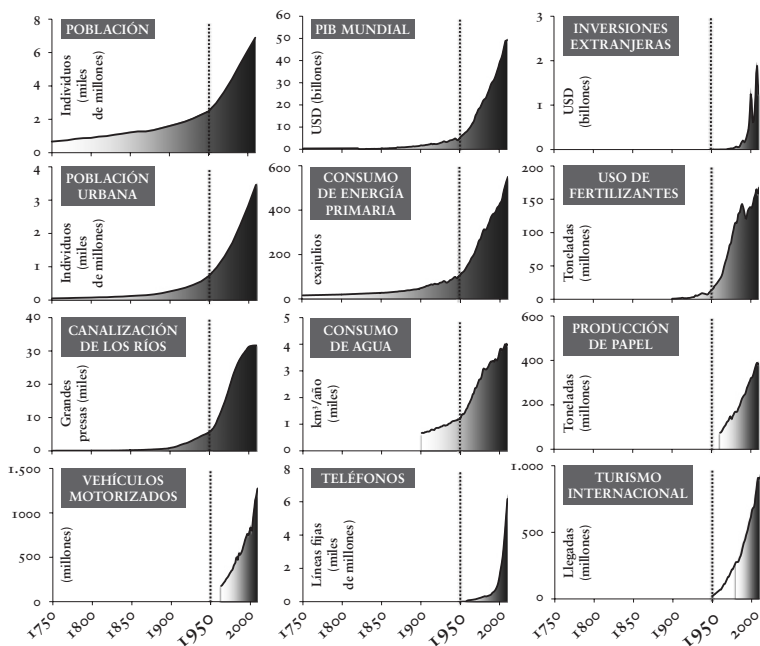 POBLACIÓN
Individuos
(miles
de millones)
8
6
4
2
0
PIB MUNDIAL
USD (billones)
60
50
40
30
20
10
0
INVERSIONES
EXTRANJERAS
USD
(billones)
3
2
1
0
POBLACIÓN
URBANA
Individuos
(miles
de millones)
4
3
2
1
0
CONSUMO
DE ENERGÍA
PRIMARIA
exajulios
600
400
200
0
USO DE
FERTILIZANTES
Toneladas
(millones)
200
150
100
50
0
CANALIZACIÓN
DE LOS RÍOS
Grandes
presas (miles)
40
30
20
10
0
CONSUMO
DE AGUA
km³/año
(miles)
5
4
3
2
1
0
PRODUCCIÓN
DE PAPEL
Toneladas
(millones)
600
400
200
0
VEHÍCULOS
MOTORIZADOS
(millones)
1.500
1000
500
0
1750
1800
1850
1900
1950
2000
TELÉFONOS
Líneas fijas
(miles
de millones)
8
6
4
2
0
1750
1800
1850
1900
1950
2000
TURISMO
INTERNACIONAL
Llegadas
(millones)
1.000
500
0
1750
1800
1850
1900
1950
2000